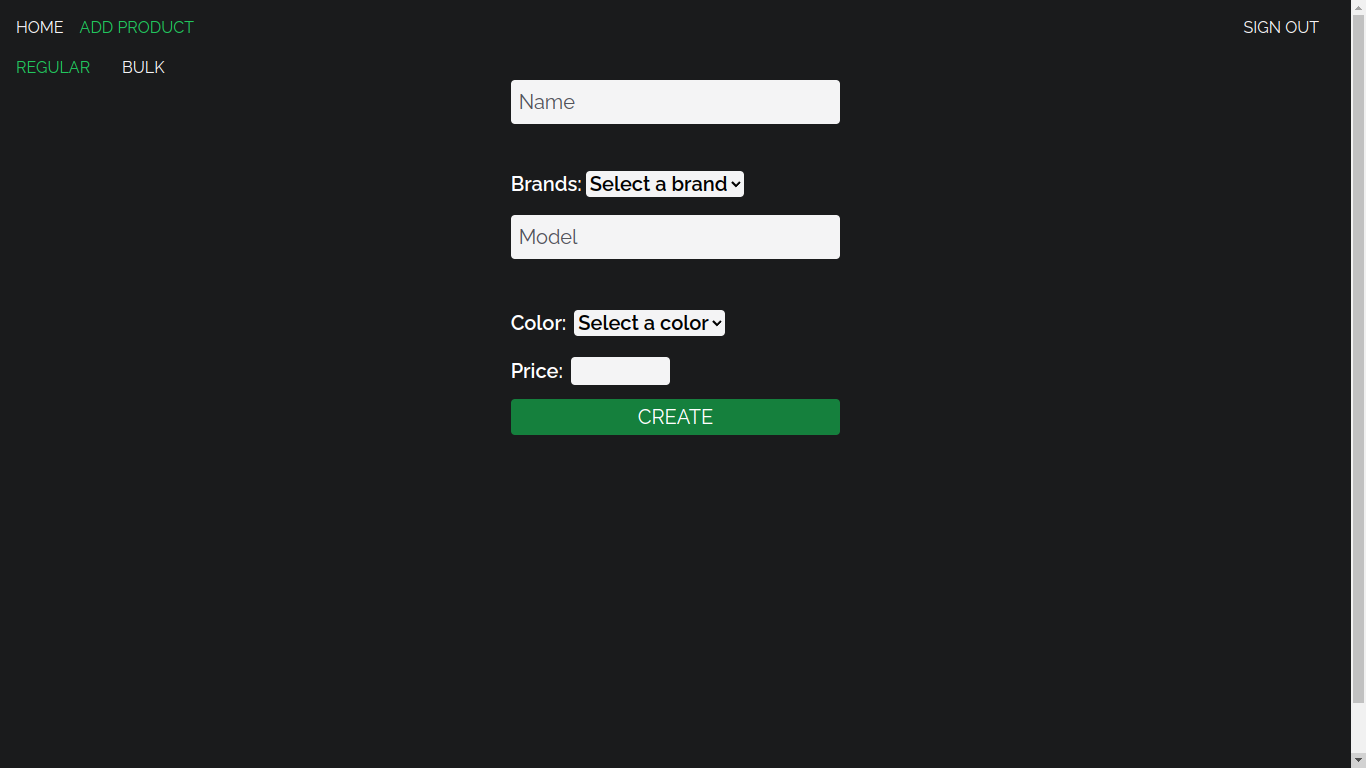 HOME ADD PRODUCT SIGN OUT
REGULAR BULK
Name
Brands: Select a brand
Model
Color: Select a color
Price:
CREATE